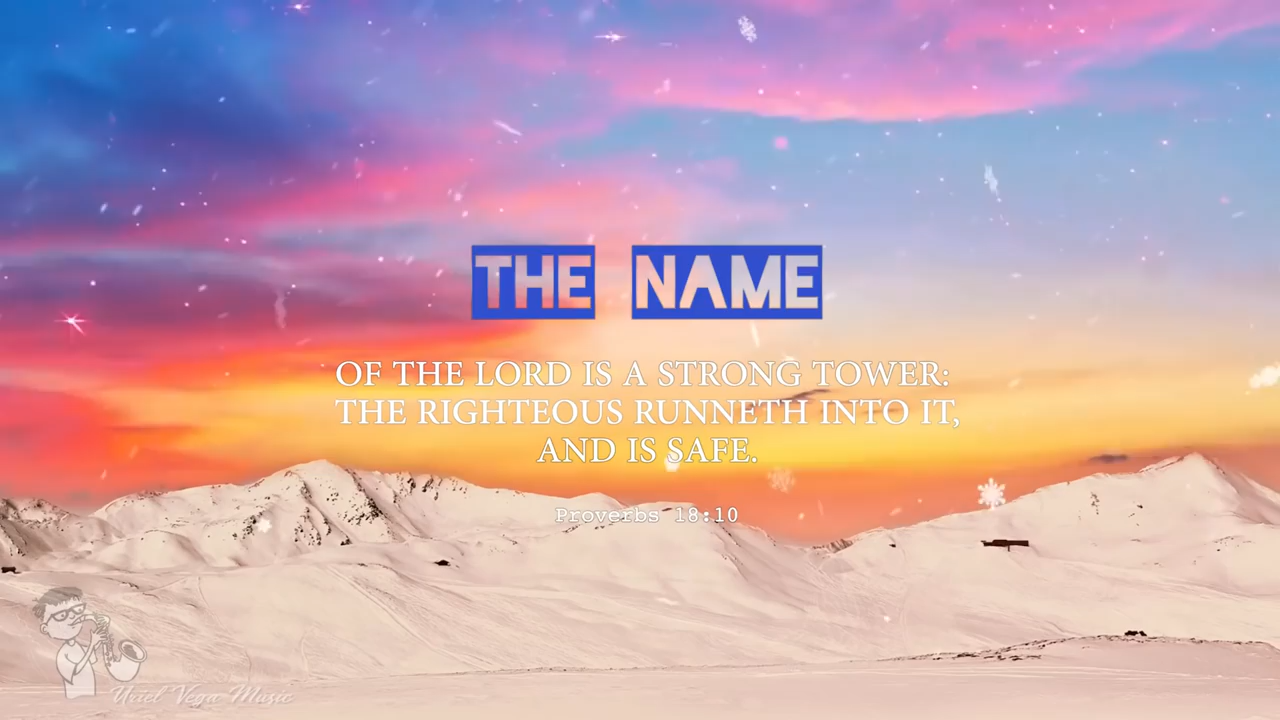 THE NAME
OF THE LORD IS A STRONG TOWER:
THE RIGHTEOUS RUNNETH INTO IT,
AND IS SAFE.
Proverbs 18:10
Uriel Vega Music